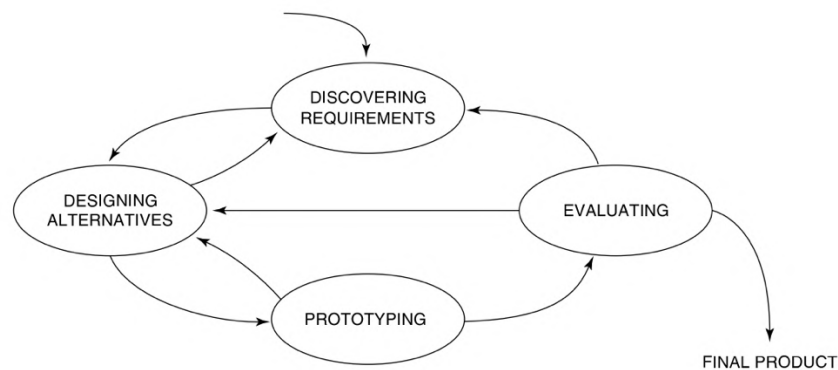 DISCOVERING
REQUIREMENTS
DESIGNING
ALTERNATIVES
EVALUATING
PROTOTYPING
FINAL PRODUCT